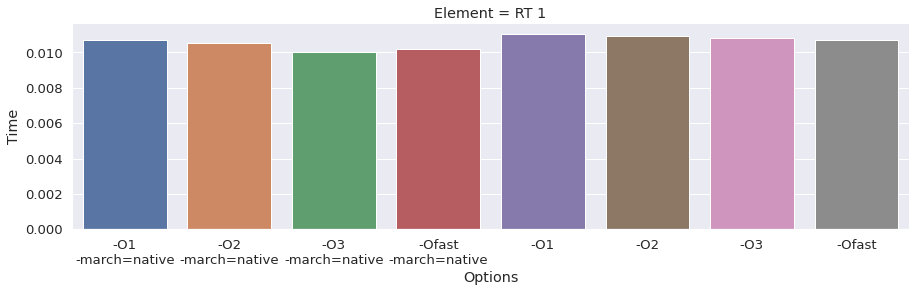 Element = RT 1
Time
0.010
0.008
0.006
0.004
0.002
0.000
-O1
-march=native
-O2
-march=native
-O3
-march=native
-Ofast
-march=native
-O1
-O2
-O3
-Ofast
Options